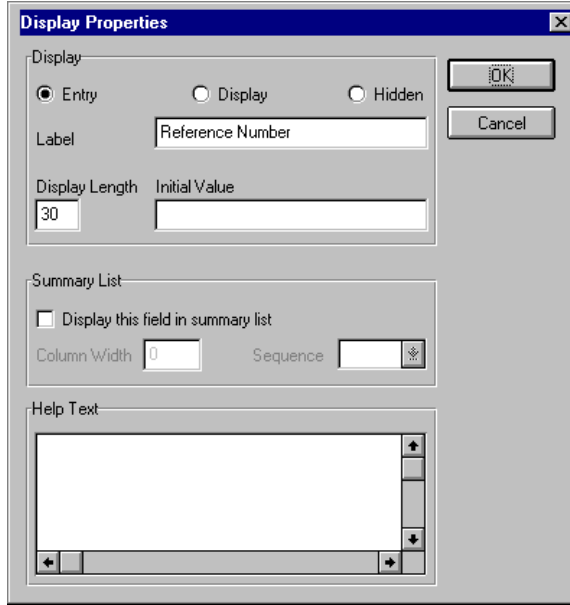 Display Properties
Display
OK
Entry Display Hidden
Cancel
Label Reference Number
Display Length Initial Value
30
Summary List
Display this field in summary list
Column Width 0 Sequence
Help Text